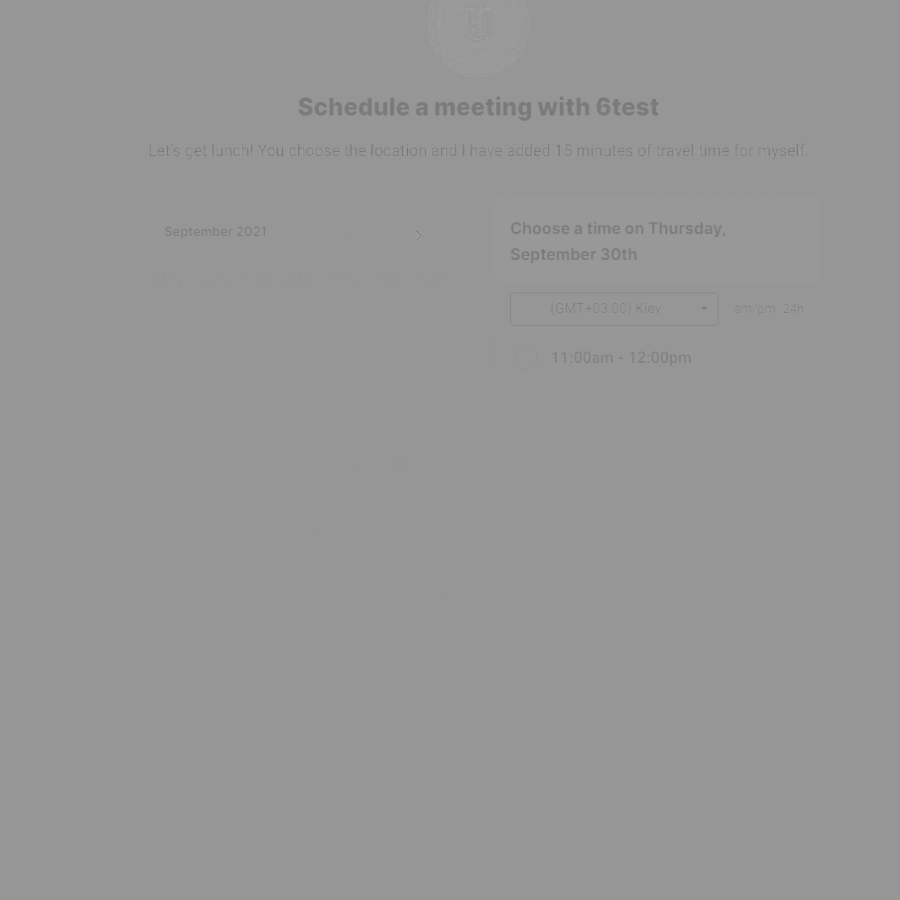 Schedule a meeting with 6test
Let's get lunch! You choose the location and I have added 15 minutes of travel time for myself.
September 2021
Choose a time on Thursday,
September 30th
(GMT+03:00) Kiev
am/pm 24h
11:00am - 12:00pm